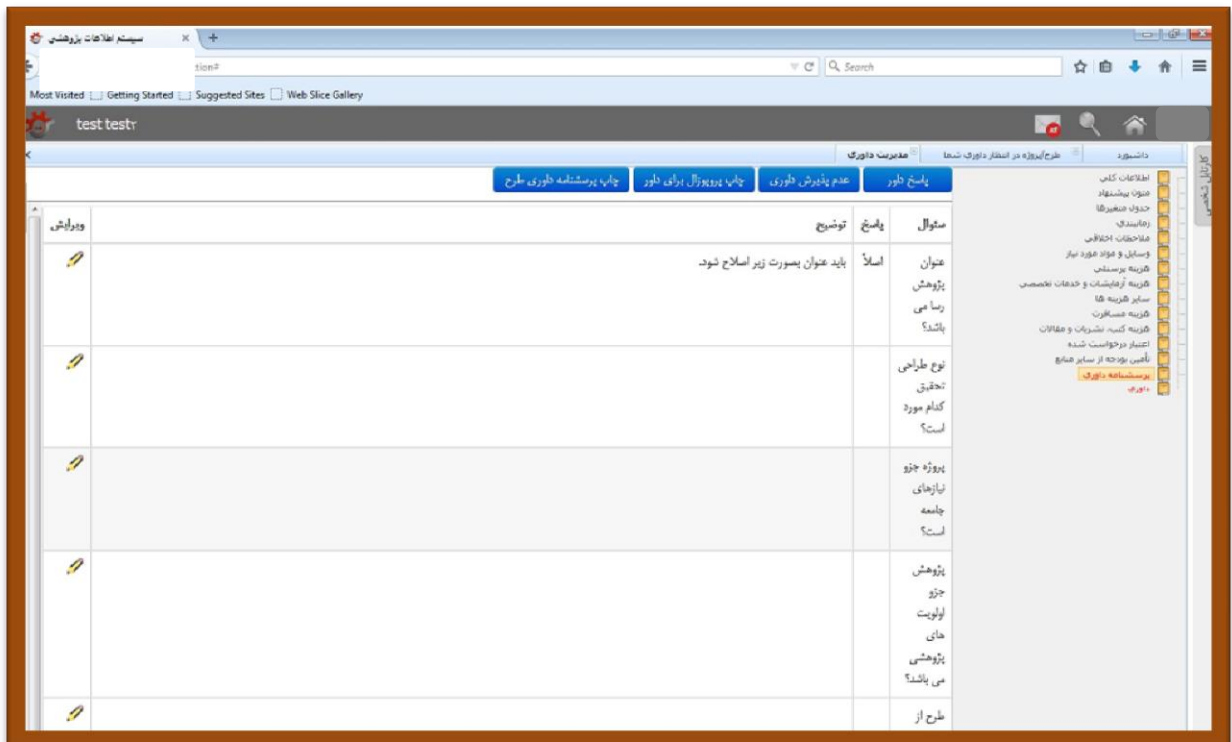 سیستم اطلاعات پژوهشی
tion#
Search
Most Visited Getting Started Suggested Sites Web Slice Gallery
test test۲
داشبورد
طرح/پروژه در انتظار داوری شما
مدیریت داوری
کارتابل شخصی
پاسخ داور
عدم پذیرش داوری
چاپ پروپوزال برای داور
چاپ پرسشنامه داوری طرح
اطلاعات کلی
متون پیشنهاد
جدول متغیرها
زمانبندی
ملاحظات اخلاقی
وسایل و مواد مورد نیاز
هزینه پرسنلی
هزینه آزمایشات و خدمات تخصصی
سایر هزینه ها
هزینه مسافرت
هزینه کتب، نشریات و مقالات
اعتبار درخواست شده
تأمین بودجه از سایر منابع
پرسشنامه داوری
داوری
سئوال پاسخ توضیح ویرایش
عنوان اصلاً باید عنوان بصورت زیر اصلاح شود.
پژوهش
رسا می
باشد؟
نوع طراحی
تحقیق
کدام مورد
است؟
پروژه جزو
نیازهای
جامعه
است؟
پژوهش
جزو
اولویت
های
پژوهشی
می باشد؟
طرح از